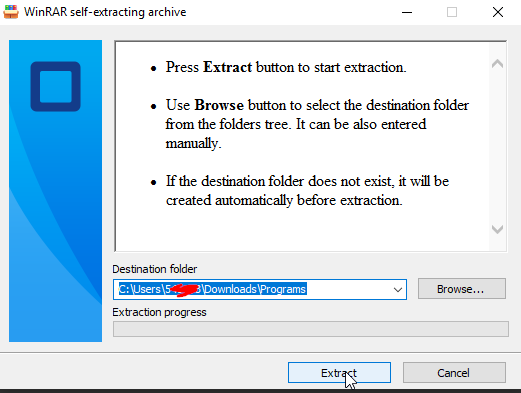 WinRAR self-extracting archive
Press Extract button to start extraction.
Use Browse button to select the destination folder
from the folders tree. It can be also entered
manually.
If the destination folder does not exist, it will be
created automatically before extraction.
Destination folder
C:\Users\5 3\Downloads\Programs
Browse...
Extraction progress
Extract
Cancel